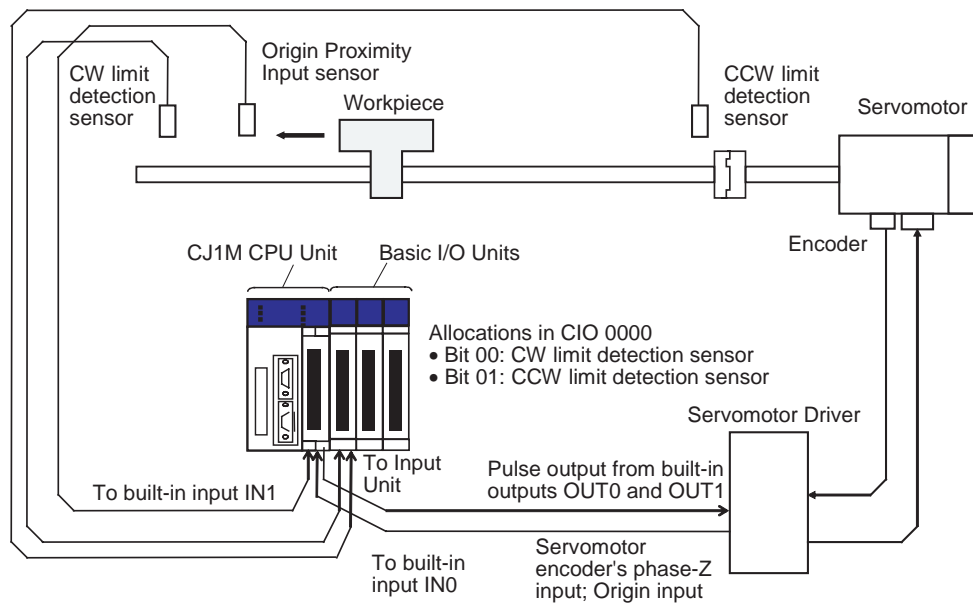 Origin Proximity
Input sensor
CW limit
detection
sensor
Workpiece
CCW limit
detection
sensor
Servomotor
Encoder
CJ1M CPU Unit
Basic I/O Units
Allocations in CIO 0000
• Bit 00: CW limit detection sensor
• Bit 01: CCW limit detection sensor
Servomotor Driver
To Input
Unit
To built-in input IN1
Pulse output from built-in
outputs OUT0 and OUT1
To built-in
input IN0
Servomotor
encoder's phase-Z
input; Origin input